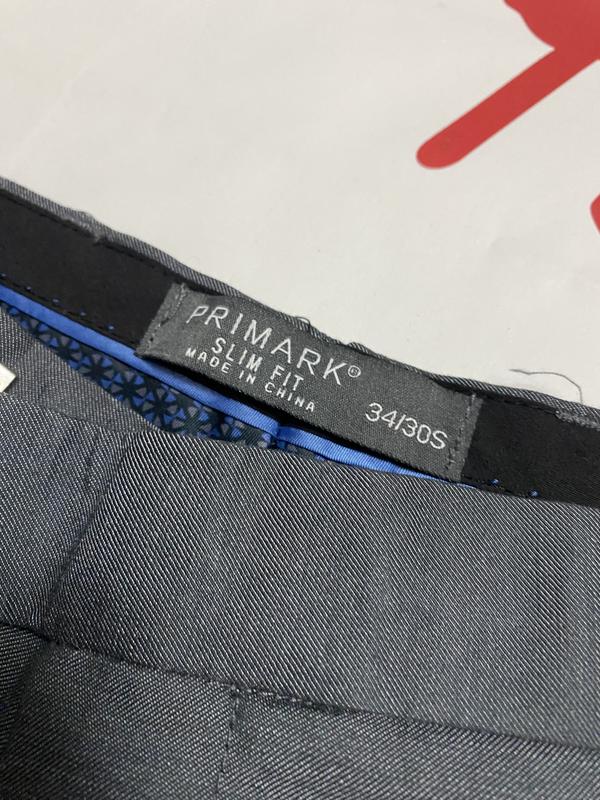 PRIMARK®
SLIM FIT
MADE IN CHINA
34/30S